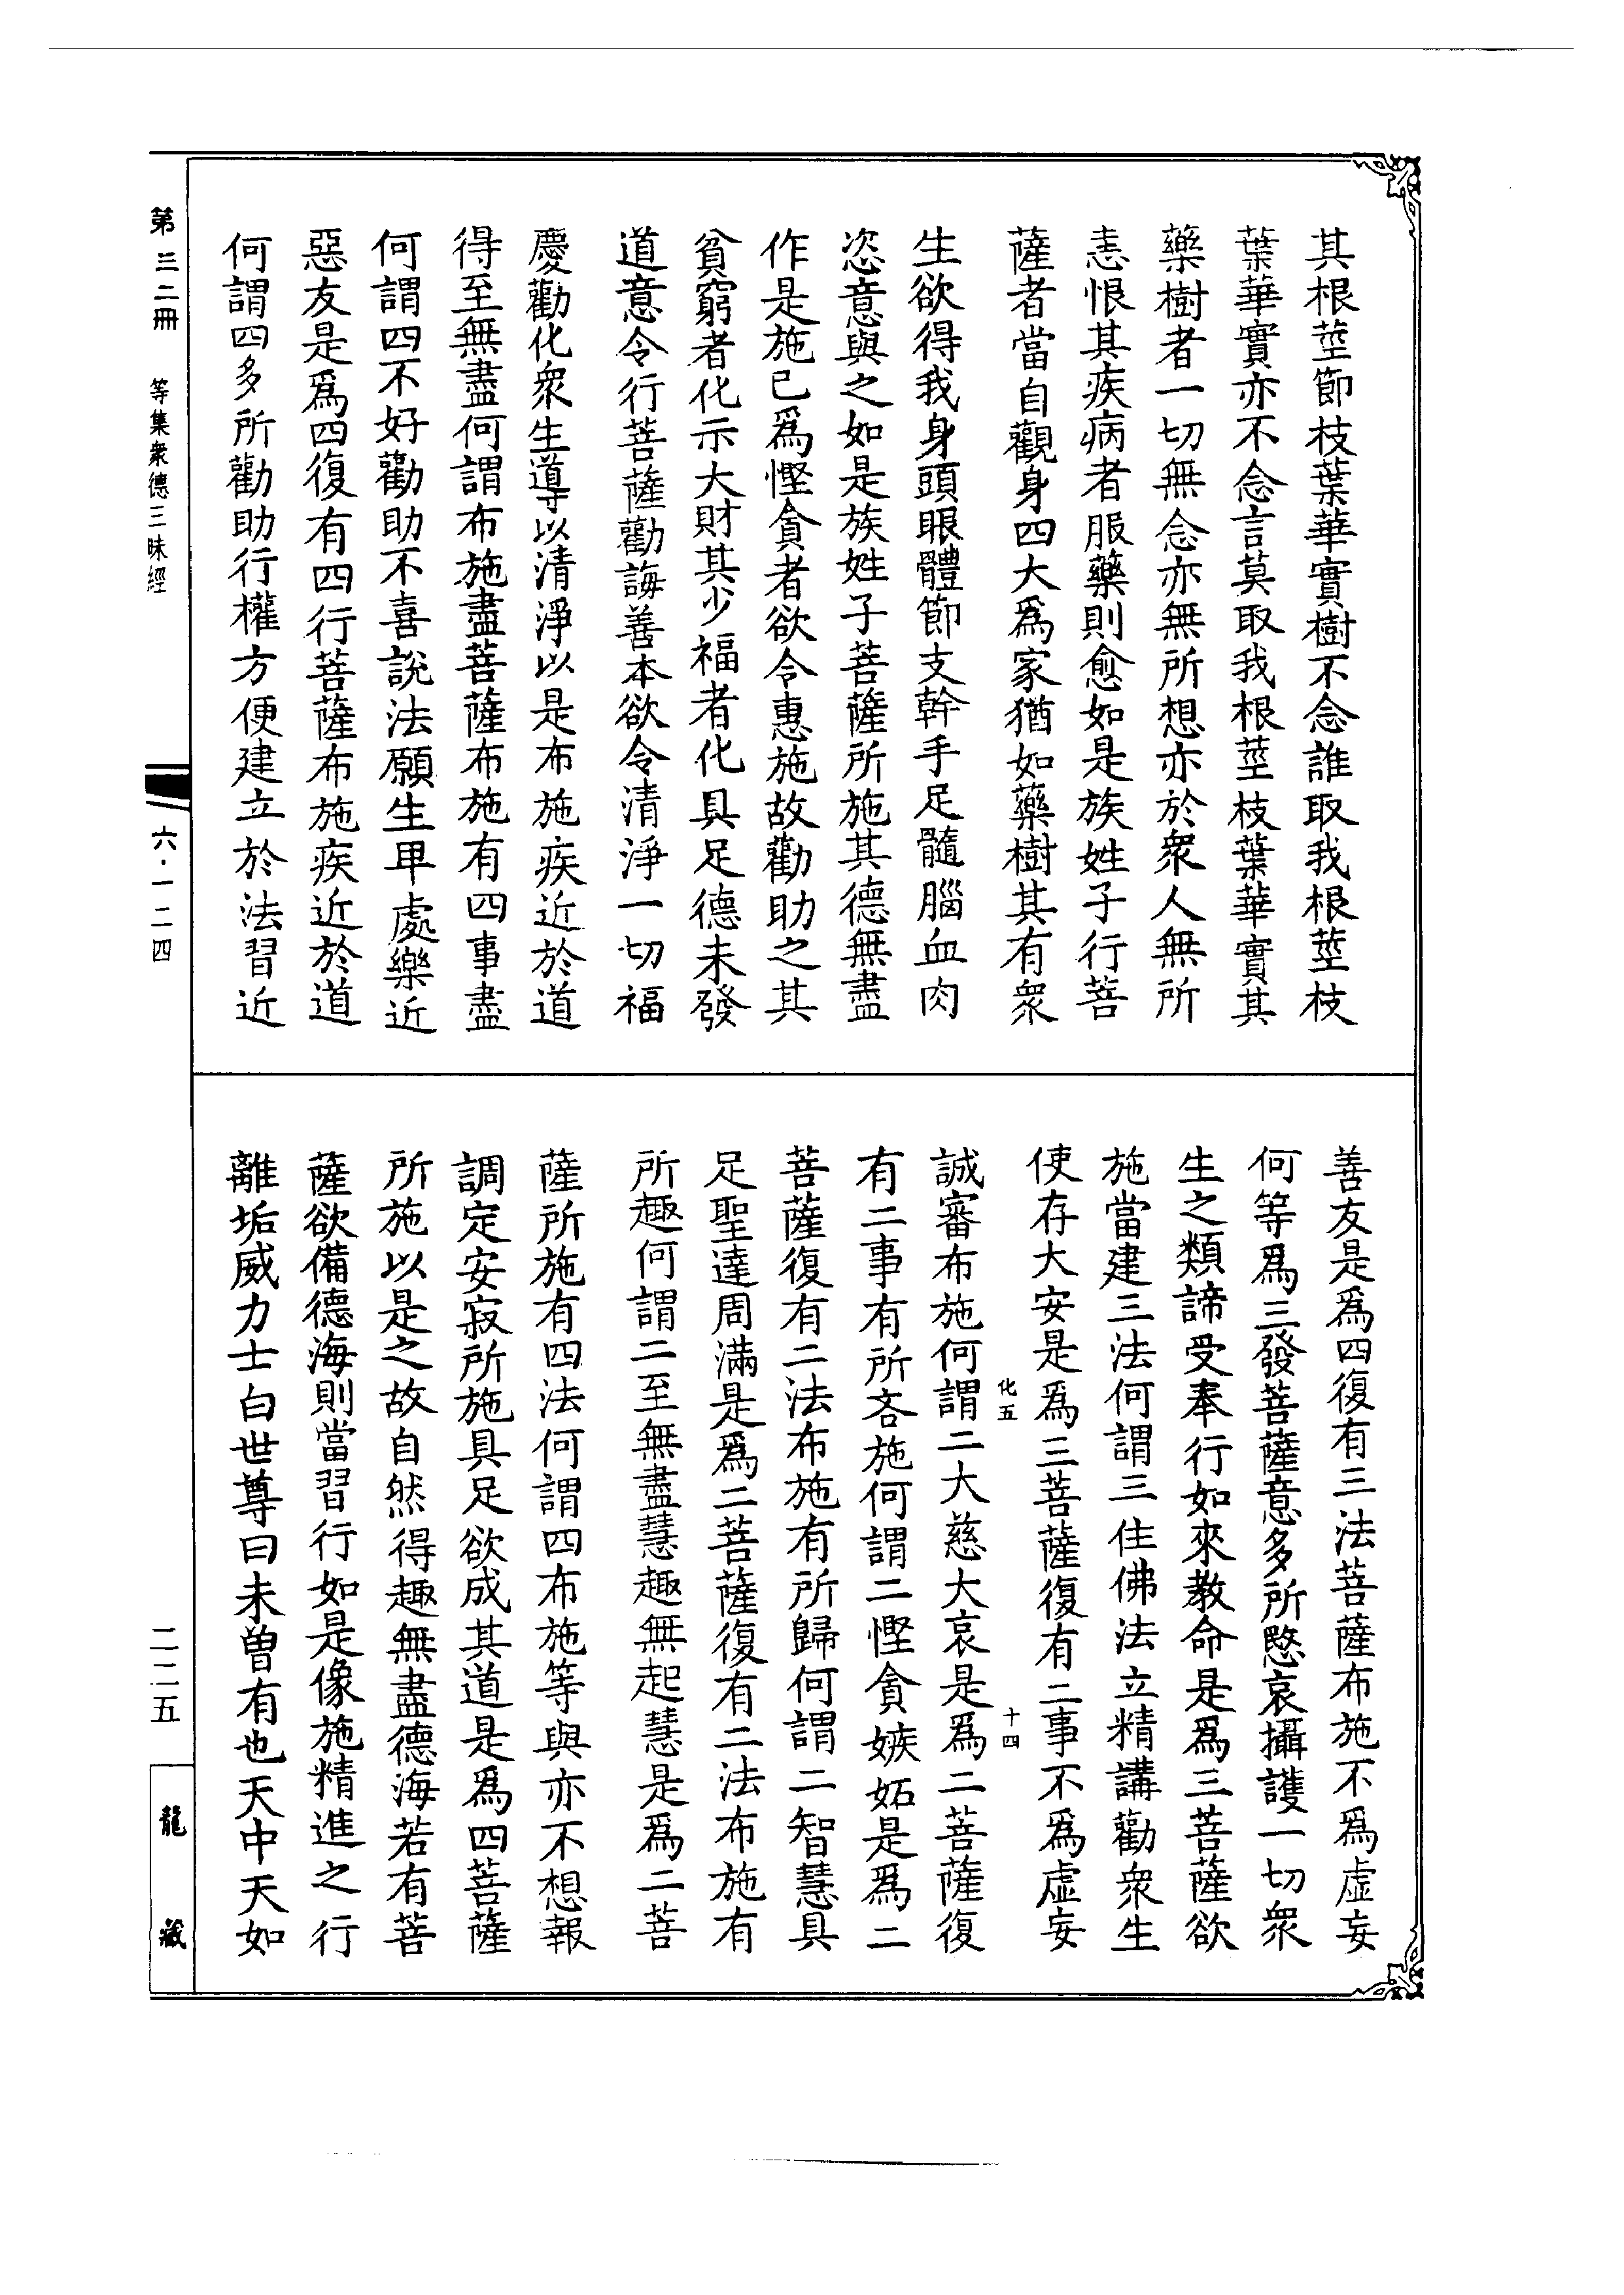 其根莖節枝葉華實樹不念誰取我根莖枝
葉華實亦不念言莫取我根莖枝葉華實其
藥樹者一切無念亦無所想亦於衆人無所
恚恨其疾病者服藥則愈如是族姓子行菩
薩者當自觀身四大爲家猶如藥樹其有衆
生欲得我身頭眼體節支幹手足髓腦血肉
恣意與之如是族姓子菩薩所施其德無盡
作是施已爲慳貪者欲令惠施故勸助之其
貧窮者化示大財其少福者化具足德未發
道意令行菩薩勸誨善本欲令清淨一切福
慶勸化衆生導以清淨以是布施疾近於道
得至無盡何謂布施盡菩薩布施有四事盡
何謂四不好勸助不喜說法願生卑處樂近
惡友是爲四復有四行菩薩布施疾近於道
何謂四多所勸助行權方便建立於法習近
善友是爲四復有三法菩薩布施不爲虛妄
何等爲三發菩薩意多所愍哀攝護一切衆
生之類諦受奉行如來教命是爲三菩薩欲
施當建三法何謂三住佛法立精講勸衆生
使存大安是爲三菩薩復有二事不爲虛妄
化五 十四
誠審布施何謂二大慈大哀是爲二菩薩復
有二事有所吝施何謂二慳貪嫉妬是爲二
菩薩復有二法布施有所歸何謂二智慧具
足聖達周滿是爲二菩薩復有二法布施有
所趣何謂二至無盡慧趣無起慧是爲二菩
薩所施有四法何謂四布施等與亦不想報
調定安寂所施具足欲成其道是爲四菩薩
所施以是之故自然得趣無盡德海若有菩
薩欲備德海則當習行如是像施精進之行
離垢威力士白世尊曰未曾有也天中天如
第三二冊 等集衆德三昧經 六·一二四
二二五
龍藏